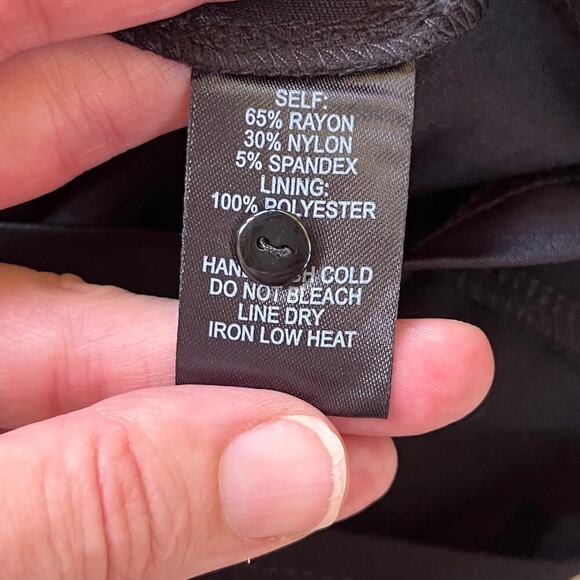 SELF:
65% RAYON
30% NYLON
5% SPANDEX
LINING:
100% POLYESTER
COLD
DO NOT BLEACH
LINE DRY
IRON LOW HEAT